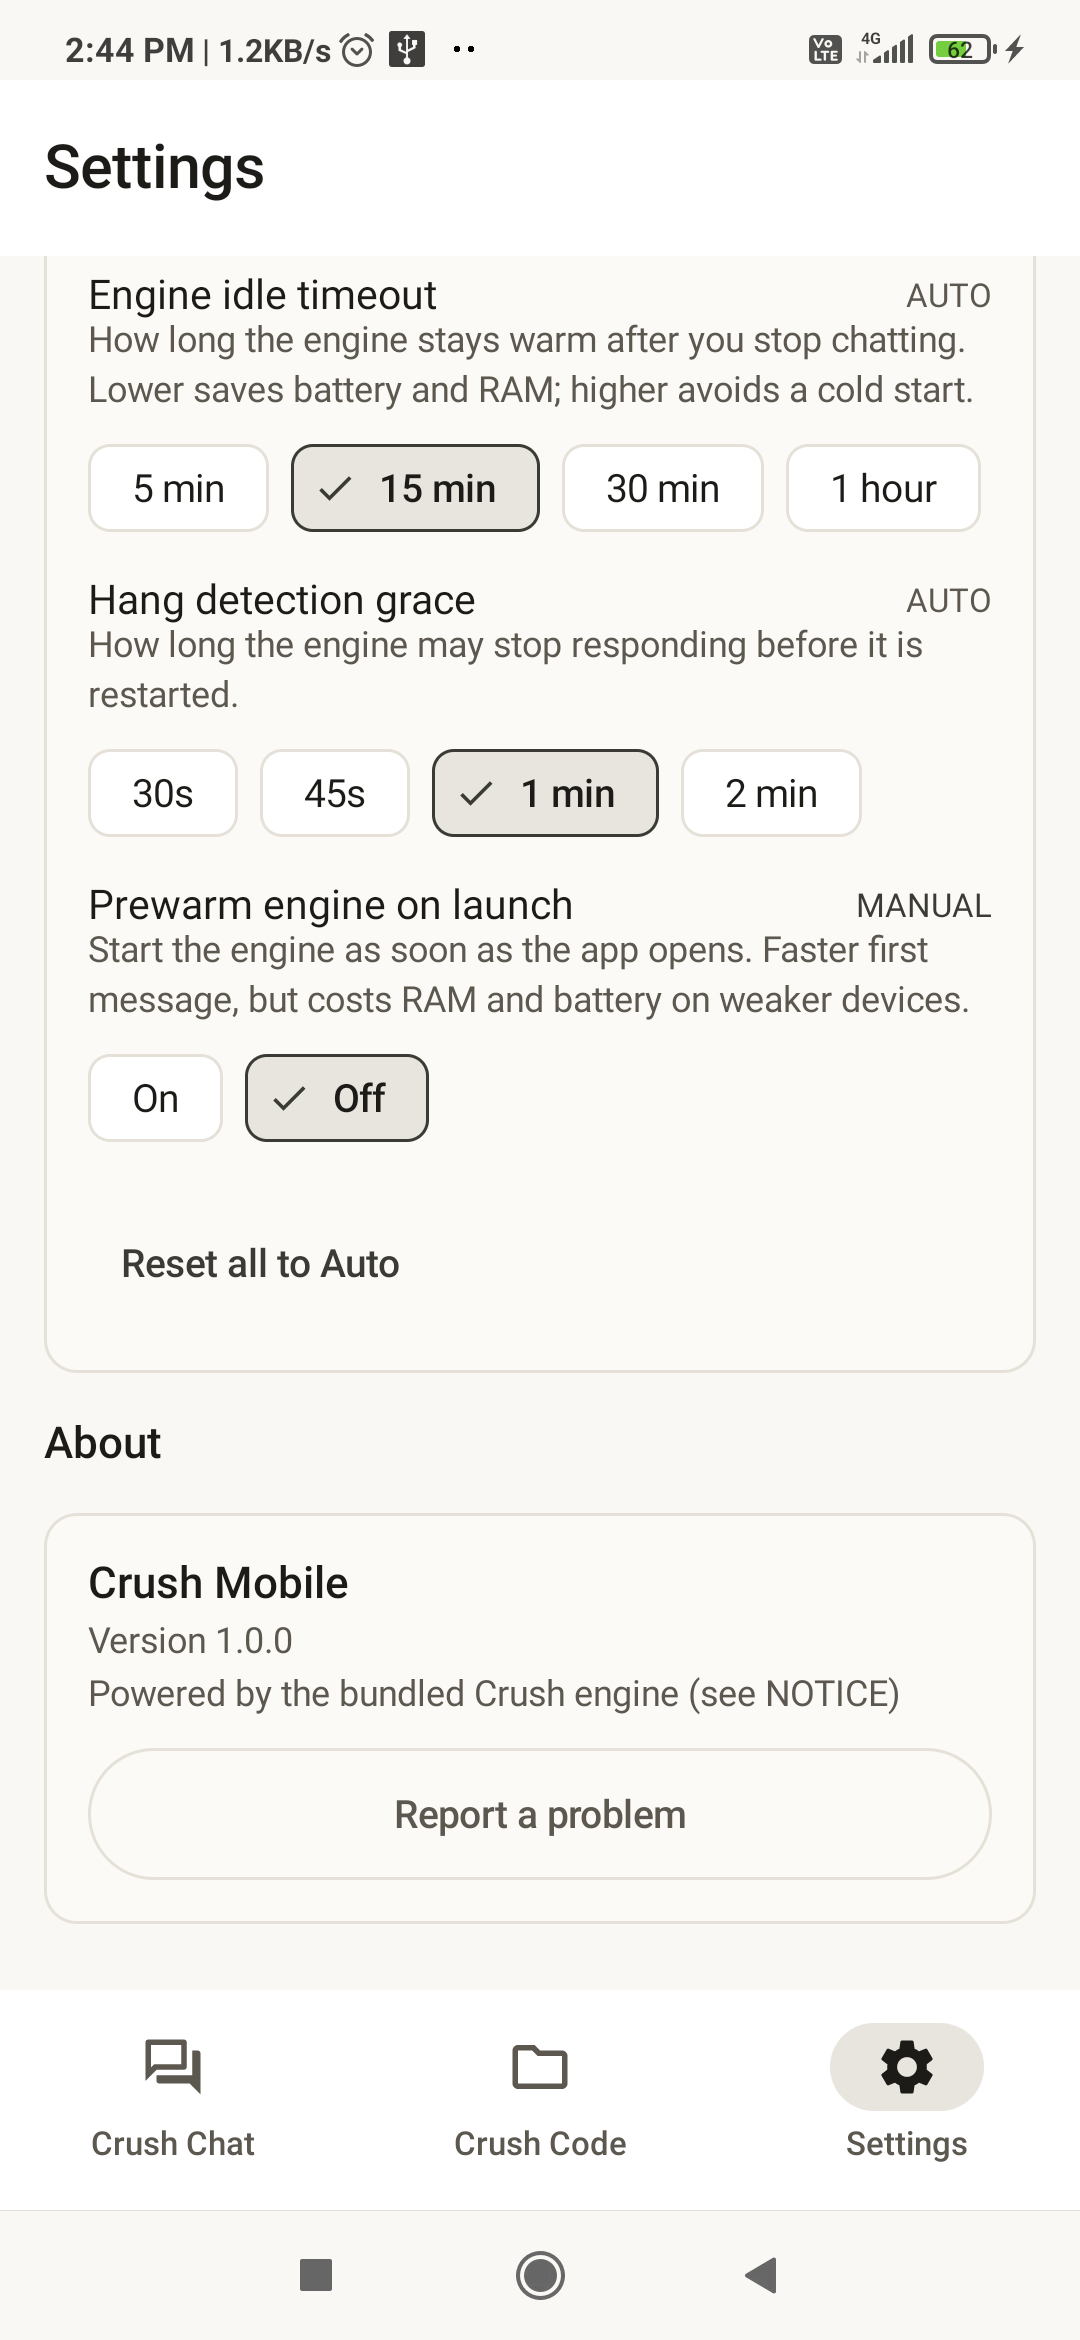 2:44 PM | 1.2KB/s
Vo LTE 4G 62
Settings
Engine idle timeout AUTO
How long the engine stays warm after you stop chatting.
Lower saves battery and RAM; higher avoids a cold start.
5 min 15 min 30 min 1 hour
Hang detection grace AUTO
How long the engine may stop responding before it is
restarted.
30s 45s 1 min 2 min
Prewarm engine on launch MANUAL
Start the engine as soon as the app opens. Faster first
message, but costs RAM and battery on weaker devices.
On Off
Reset all to Auto
About
Crush Mobile
Version 1.0.0
Powered by the bundled Crush engine (see NOTICE)
Report a problem
Crush Chat Crush Code Settings